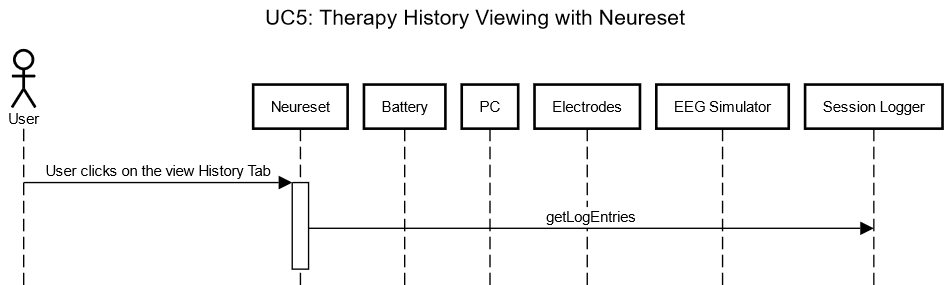 UC5: Therapy History Viewing with Neureset
User
Neureset
Battery
PC
Electrodes
EEG Simulator
Session Logger
User clicks on the view History Tab
getLogEntries